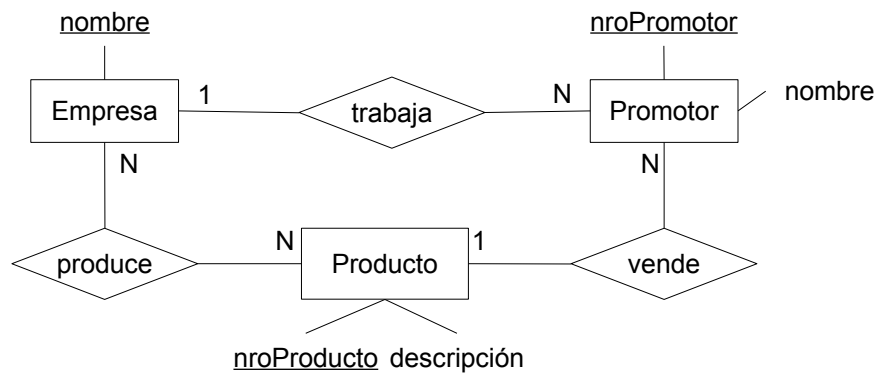 nombre
nroPromotor
Empresa
1
trabaja
N
Promotor
nombre
N
N
produce
N
Producto
1
vende
nroProducto descripción